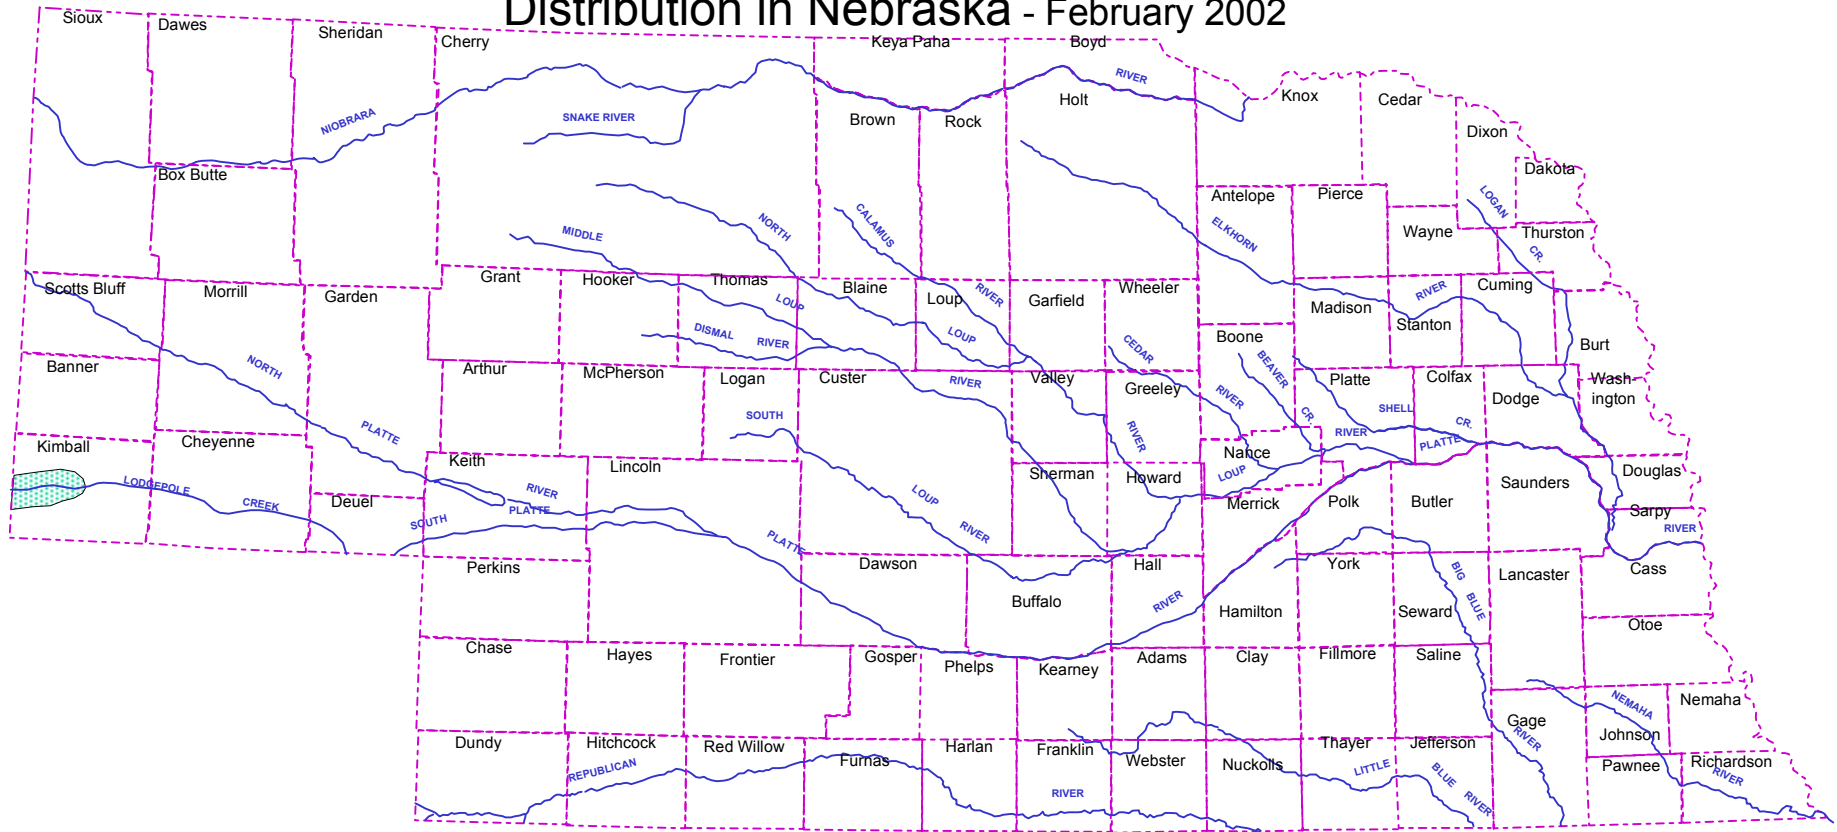 Distribution in Nebraska - February 2002
Sioux
Dawes
Sheridan
Cherry
Keya Paha
Boyd
RIVER
Knox
Cedar
Holt
Brown
Rock
NIOBRARA
SNAKE RIVER
Dixon
Dakota
Box Butte
Antelope
Pierce
LOGAN
CR.
Wayne
Thurston
MIDDLE
NORTH
CALAMUS
ELKHORN
Scotts Bluff
Morrill
Garden
Grant
Hooker
Thomas
Blaine
Loup
RIVER
Garfield
Wheeler
Madison
RIVER
Stanton
Cuming
LOUP
DISMAL
RIVER
LOUP
CEDAR
Boone
BEAVER
Burt
Banner
NORTH
Arthur
McPherson
Logan
Custer
RIVER
Valley
Greeley
RIVER
Platte
Colfax
Dodge
Wash-
ington
PLATTE
SOUTH
RIVER
CR.
SHELL
CR.
RIVER
PLATTE
Kimball
Cheyenne
Keith
Lincoln
Sherman
Howard
Nance
LOUP
Merrick
Polk
Butler
Saunders
Douglas
LODGEPOLE
CREEK
Deuel
RIVER
SOUTH
PLATTE
LOUP
RIVER
Sarpy
RIVER
PLATTE
Perkins
Dawson
Buffalo
Hall
RIVER
Hamilton
York
Seward
BIG
BLUE
Lancaster
Cass
Otoe
Chase
Hayes
Frontier
Gosper
Phelps
Kearney
Adams
Clay
Fillmore
Saline
Gage
RIVER
NEMAHA
Nemaha
Johnson
Dundy
Hitchcock
Red Willow
Furnas
Harlan
Franklin
Webster
Nuckolls
Thayer
Jefferson
Pawnee
Richardson
RIVER
REPUBLICAN
RIVER
LITTLE
BLUE
RIVER